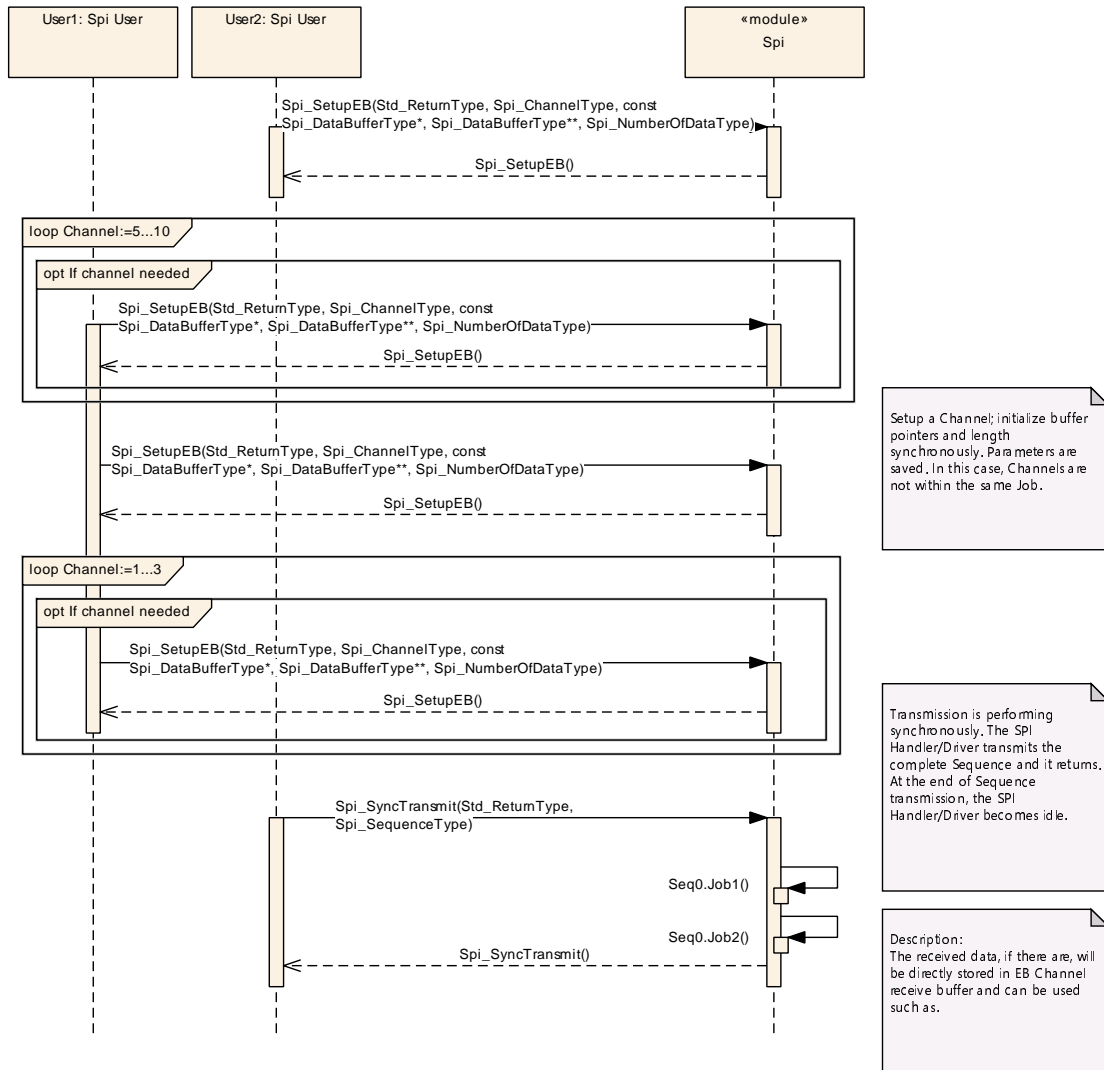 User1: Spi User
User2: Spi User
«module»
Spi
Spi_SetupEB(Std_ReturnType, Spi_ChannelType, const
Spi_DataBufferType*, Spi_DataBufferType**, Spi_NumberOfDataType)
Spi_SetupEB()
loop Channel:=5...10
opt If channel needed
Spi_SetupEB(Std_ReturnType, Spi_ChannelType, const
Spi_DataBufferType*, Spi_DataBufferType**, Spi_NumberOfDataType)
Spi_SetupEB()
Setup a Channel; initialize buffer
pointers and length
synchronously. Parameters are
saved. In this case, Channels are
not within the same Job.
Spi_SetupEB(Std_ReturnType, Spi_ChannelType, const
Spi_DataBufferType*, Spi_DataBufferType**, Spi_NumberOfDataType)
Spi_SetupEB()
loop Channel:=1...3
opt If channel needed
Spi_SetupEB(Std_ReturnType, Spi_ChannelType, const
Spi_DataBufferType*, Spi_DataBufferType**, Spi_NumberOfDataType)
Spi_SetupEB()
Transmission is performing
synchronously. The SPI
Handler/Driver transmits the
complete Sequence and it returns.
At the end of Sequence
transmission, the SPI
Handler/Driver becomes idle.
Spi_SyncTransmit(Std_ReturnType,
Spi_SequenceType)
Seq0.Job1()
Seq0.Job2()
Spi_SyncTransmit()
Description:
The received data, if there are, will
be directly stored in EB Channel
receive buffer and can be used
such as.